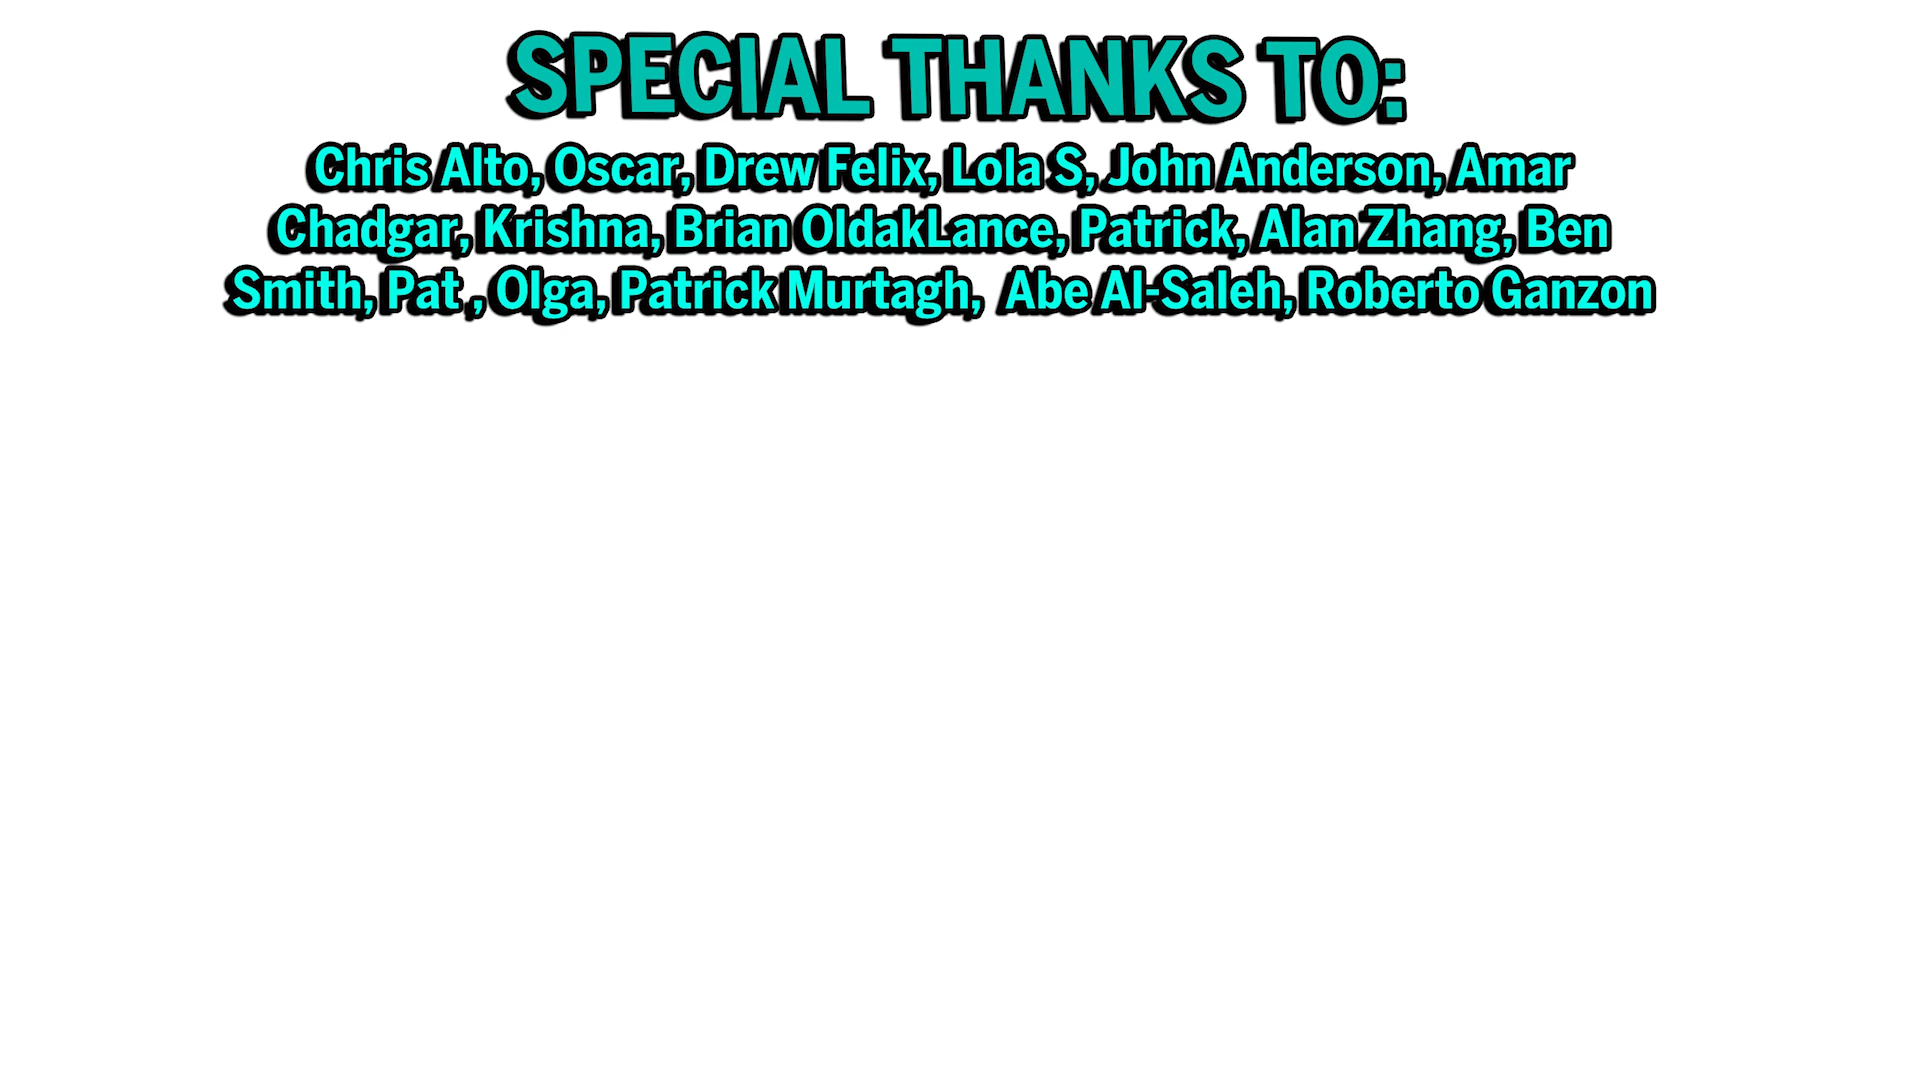 SPECIAL THANKS TO:
Chris Alto, Oscar, Drew Felix, Lola S, John Anderson, Amar
Chadgar, Krishna, Brian OldakLance, Patrick, Alan Zhang, Ben
Smith, Pat , Olga, Patrick Murtagh,  Abe Al-Saleh, Roberto Ganzon